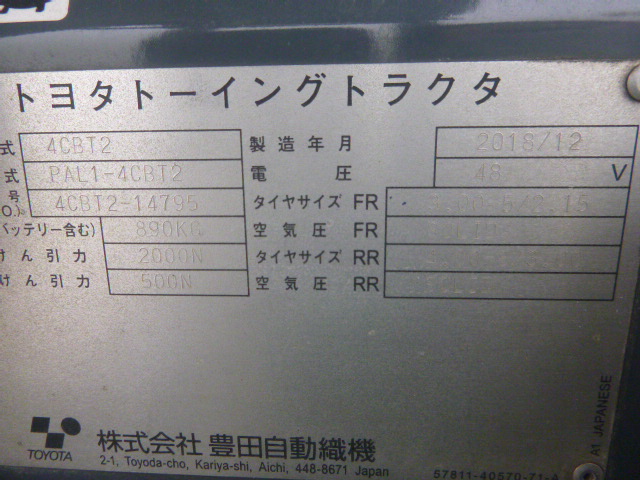 トヨタトーイングトラクタ
式 4CBT2 製造年月 2018/12
式 PAL1-4CBT2 電圧 48 V
号 O.) 4CBT2-14795 タイヤサイズ FR
バッテリー含む) 890KG 空気圧 FR
けん引力 2000N タイヤサイズ RR
けん引力 500N 空気圧 RR
TOYOTA
株式会社 豊田自動織機
2-1, Toyoda-cho, Kariya-shi, Aichi, 448-8671 Japan
57811-40570-71-A
A1 JAPANESE